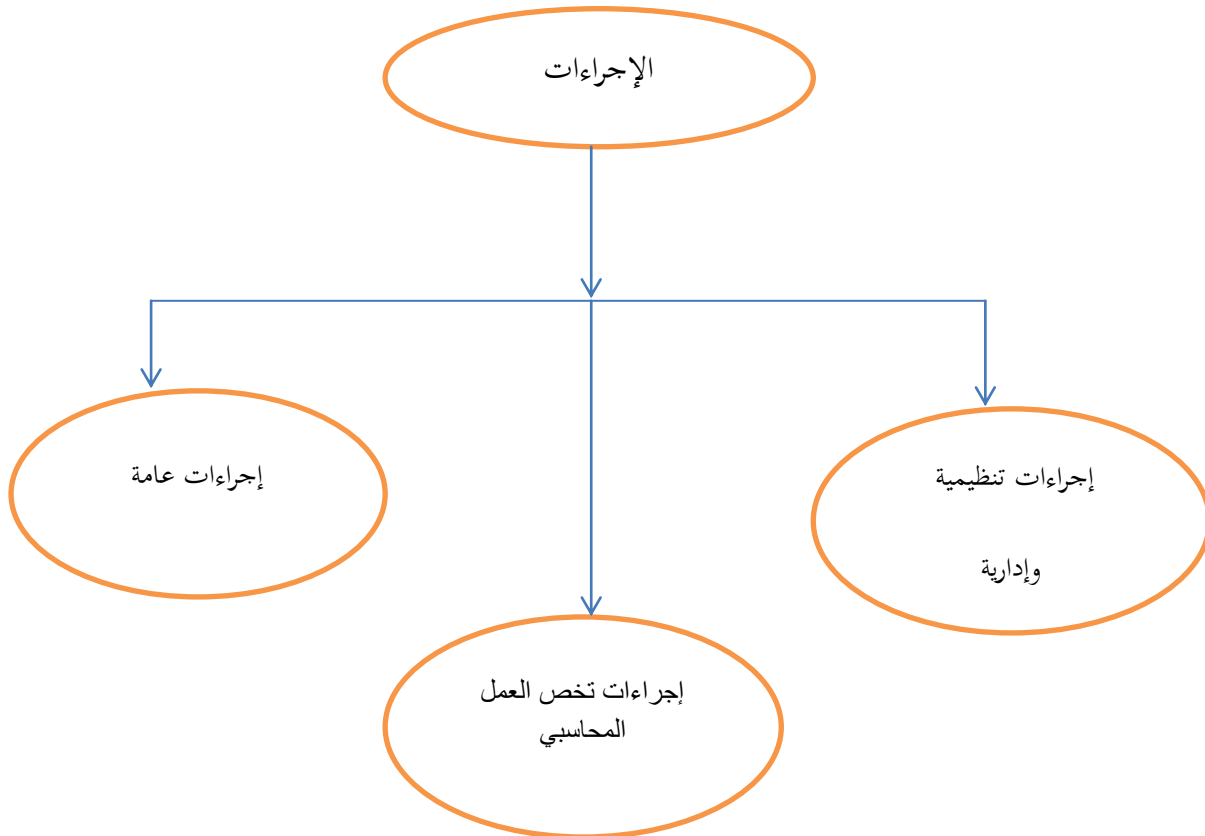 الإجراءات
إجراءات تنظيمية
وإدارية
إجراءات عامة
إجراءات تخص العمل
المحاسبي